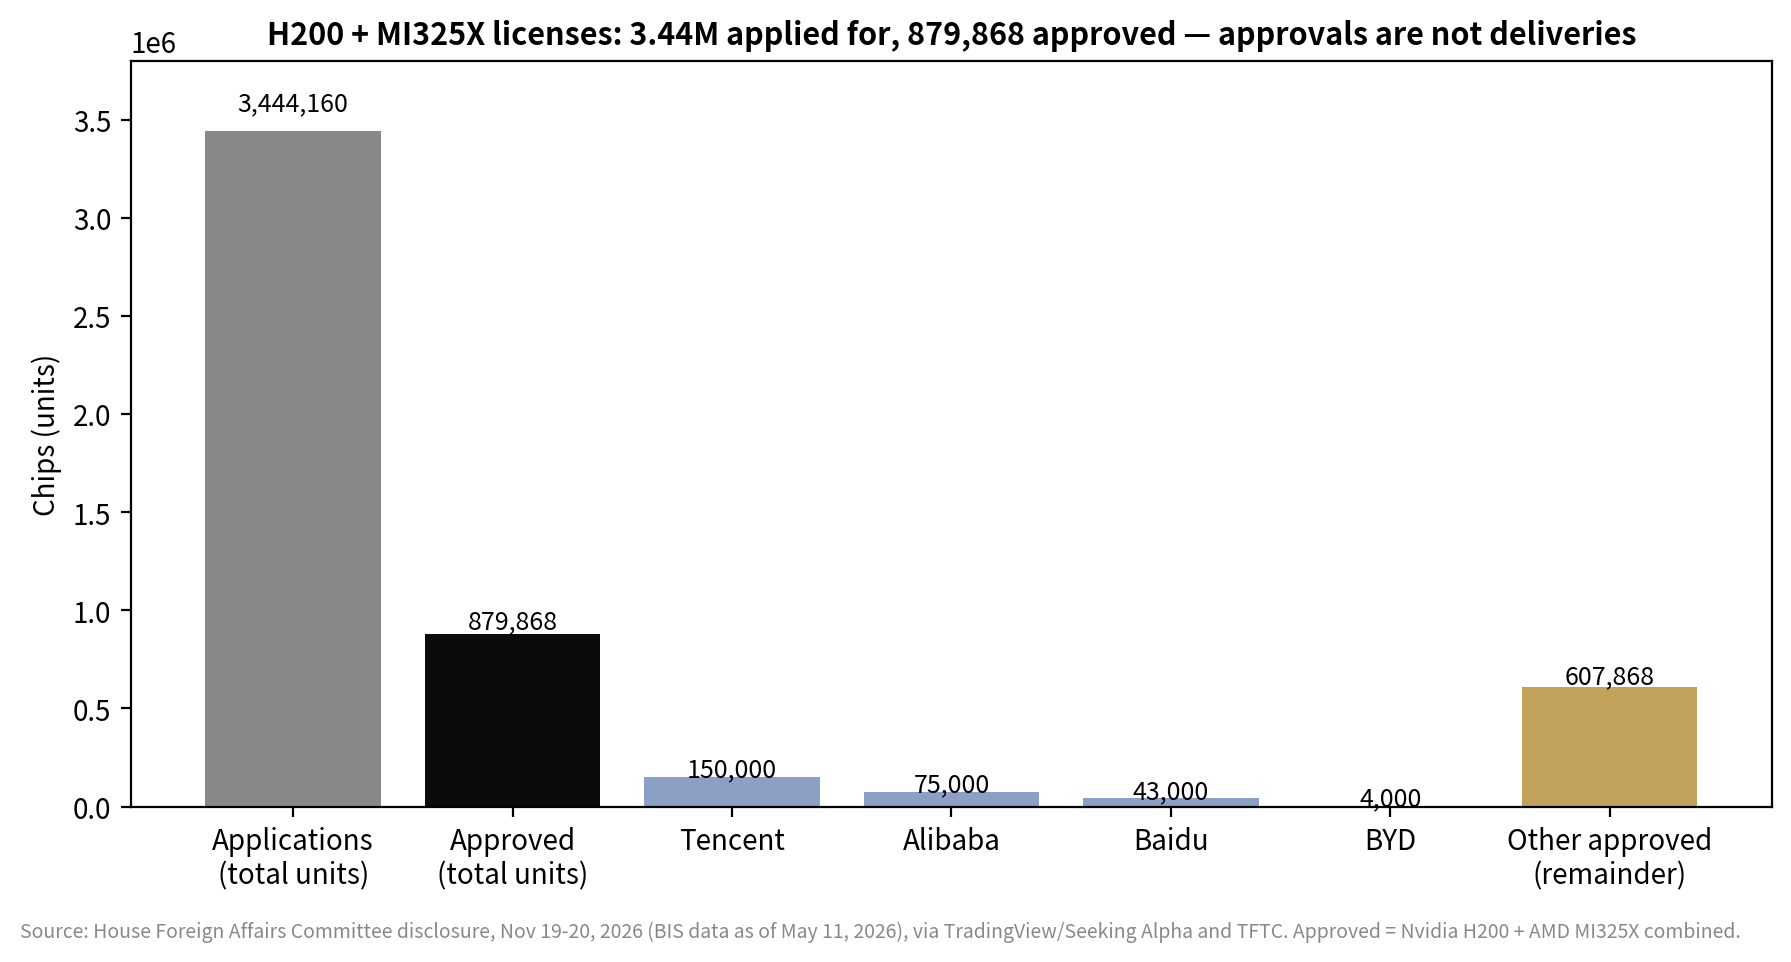 H200 + MI325X licenses: 3.44M applied for, 879,868 approved — approvals are not deliveries
1e6
3,444,160
3.5
3.0
2.5
2.0
1.5
1.0
0.5
0.0
Chips (units)
879,868
150,000
75,000
43,000
4,000
607,868
Applications
(total units)
Approved
(total units)
Tencent
Alibaba
Baidu
BYD
Other approved
(remainder)
Source: House Foreign Affairs Committee disclosure, Nov 19-20, 2026 (BIS data as of May 11, 2026), via TradingView/Seeking Alpha and TFTC. Approved = Nvidia H200 + AMD MI325X combined.